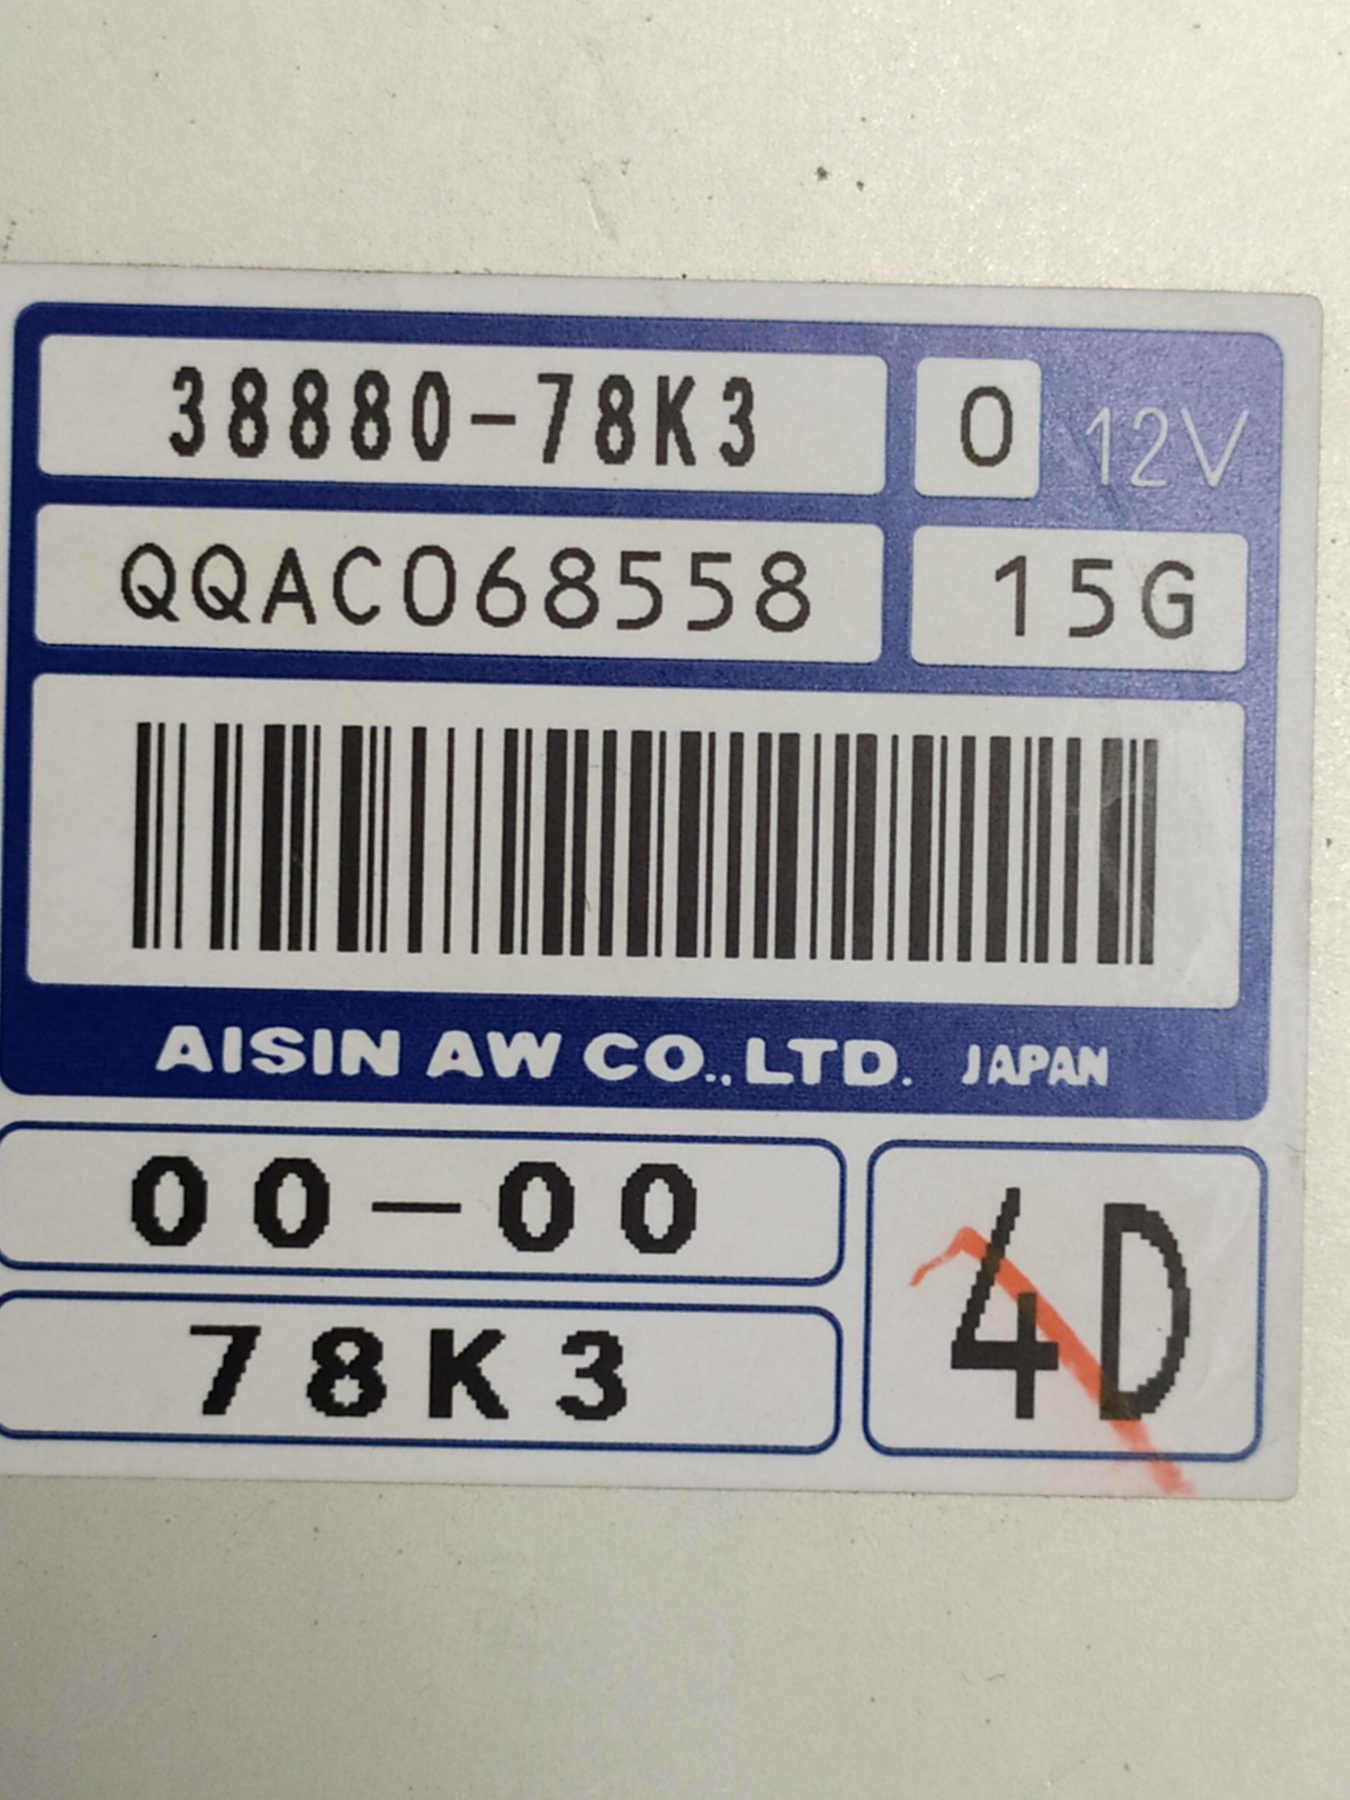 38880-78K3 0 12V
QQAC068558 15G
AISIN AW CO.,LTD. JAPAN
00-00
78K3
4D